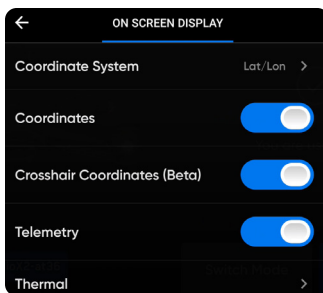 ON SCREEN DISPLAY
Coordinate System Lat/Lon
Coordinates
Crosshair Coordinates (Beta)
Telemetry
Thermal